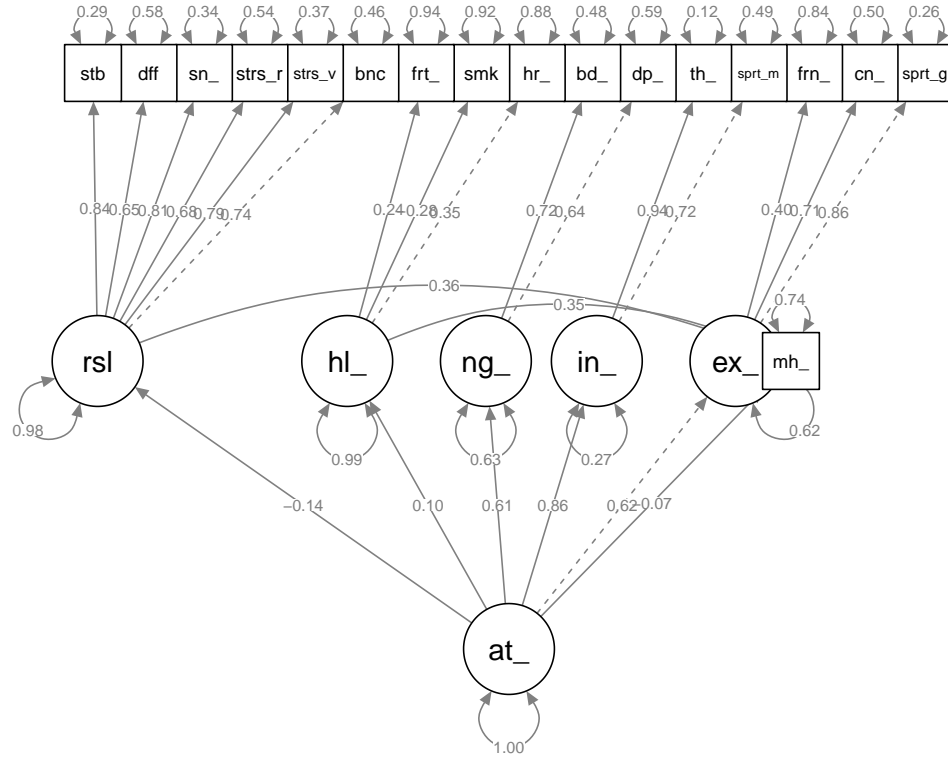 0.29 0.58 0.34 0.54 0.37 0.46 0.94 0.92 0.88 0.48 0.59 0.12 0.49 0.84 0.50 0.26
stb dff sn_ strs_r strs_v bnc frt_ smk hr_ bd_ dp_ th_ sprt_m frn_ cn_ sprt_g
0.84 0.65 0.81 0.68 0.79 0.74 0.24 −0.28 0.35 0.72 0.64 0.94 0.72 0.40 0.71 0.86
0.36
0.35 0.74
rsl hl_ ng_ in_ ex_ mh_
0.98 0.62
0.99 0.63 0.27
−0.14 0.10 0.61 0.86 0.62 −0.07
at_
1.00